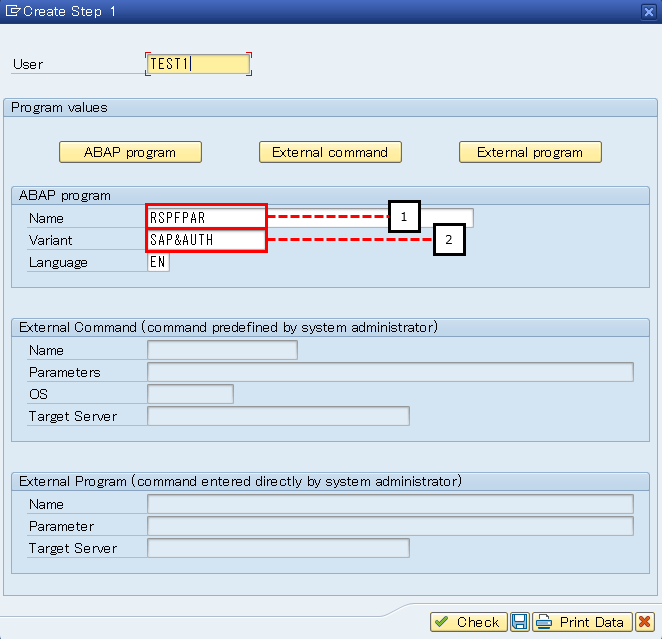 Create Step 1
User TEST1
Program values
ABAP program External command External program
ABAP program
Name RSPFPAR 1
Variant SAP&AUTH 2
Language EN
External Command (command predefined by system administrator)
Name
Parameters
OS
Target Server
External Program (command entered directly by system administrator)
Name
Parameter
Target Server
Check Print Data